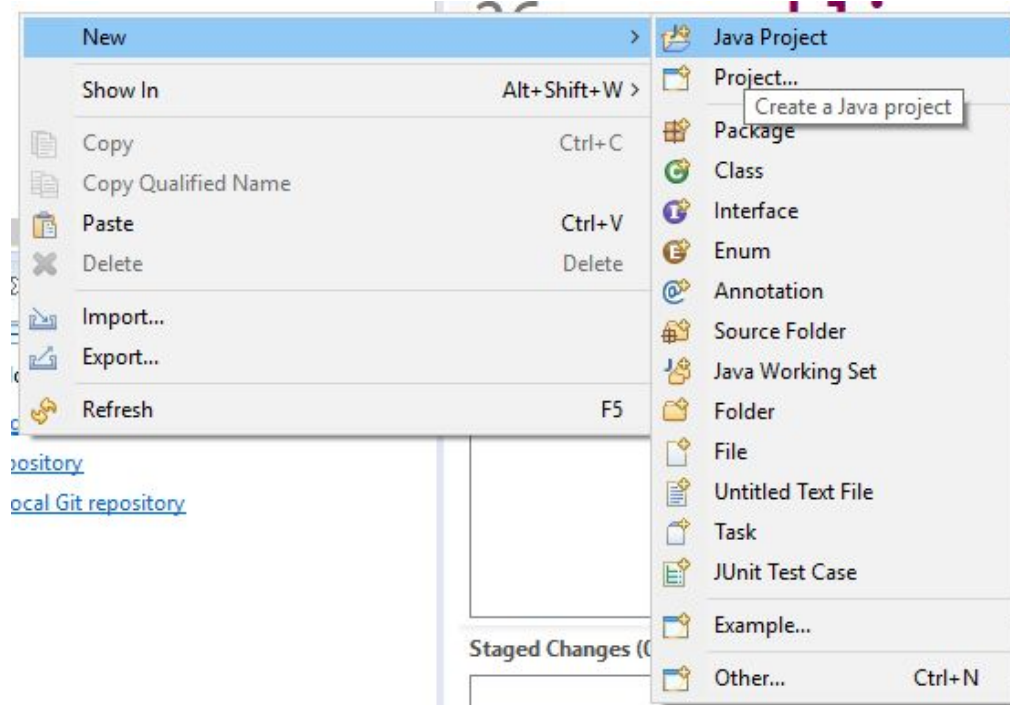 New >
Show In Alt+Shift+W >
Copy Ctrl+C
Copy Qualified Name
Paste Ctrl+V
Delete Delete
Import...
Export...
Refresh F5
Java Project
Project...
Create a Java project
Package
Class
Interface
Enum
Annotation
Source Folder
Java Working Set
Folder
File
Untitled Text File
Task
JUnit Test Case
Example...
Other... Ctrl+N
pository
ocal Git repository
Staged Changes (